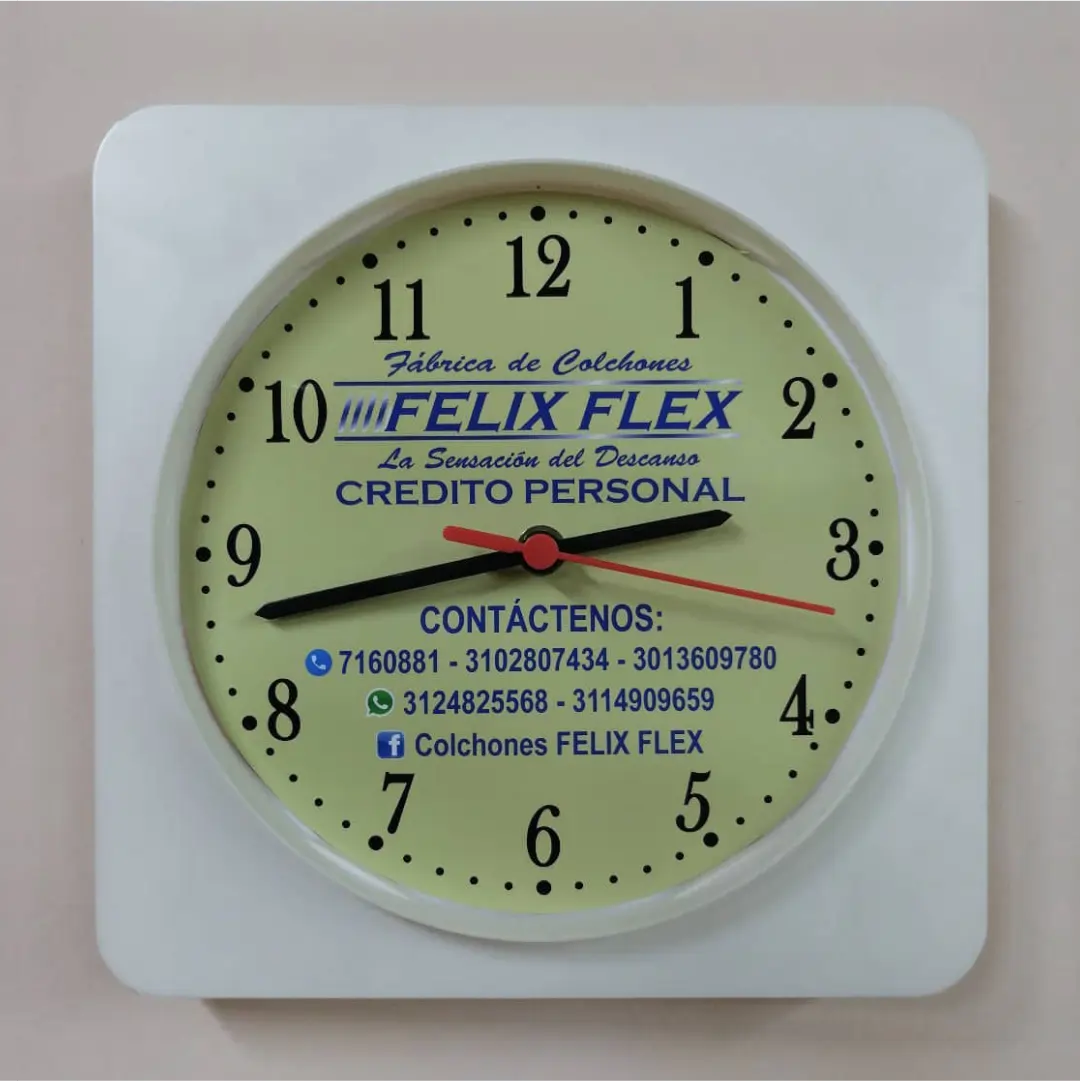 12
11 1
Fábrica de Colchones
10 FELIX FLEX 2
La Sensación del Descanso
CREDITO PERSONAL
9 3
CONTÁCTENOS:
7160881 - 3102807434 - 3013609780
8 3124825568 - 3114909659 4
Colchones FELIX FLEX
7 5
6